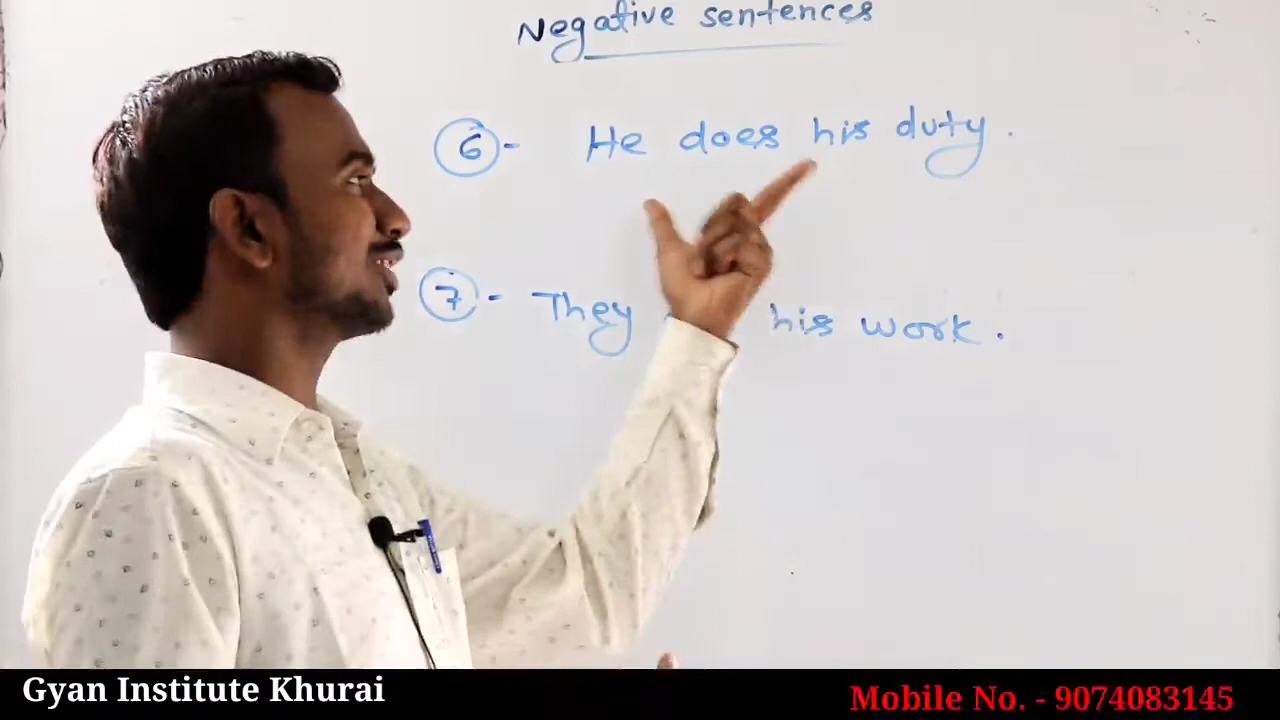 Negative sentences
6 - He does his duty.
7 - They his work.
Gyan Institute Khurai
Mobile No. - 9074083145